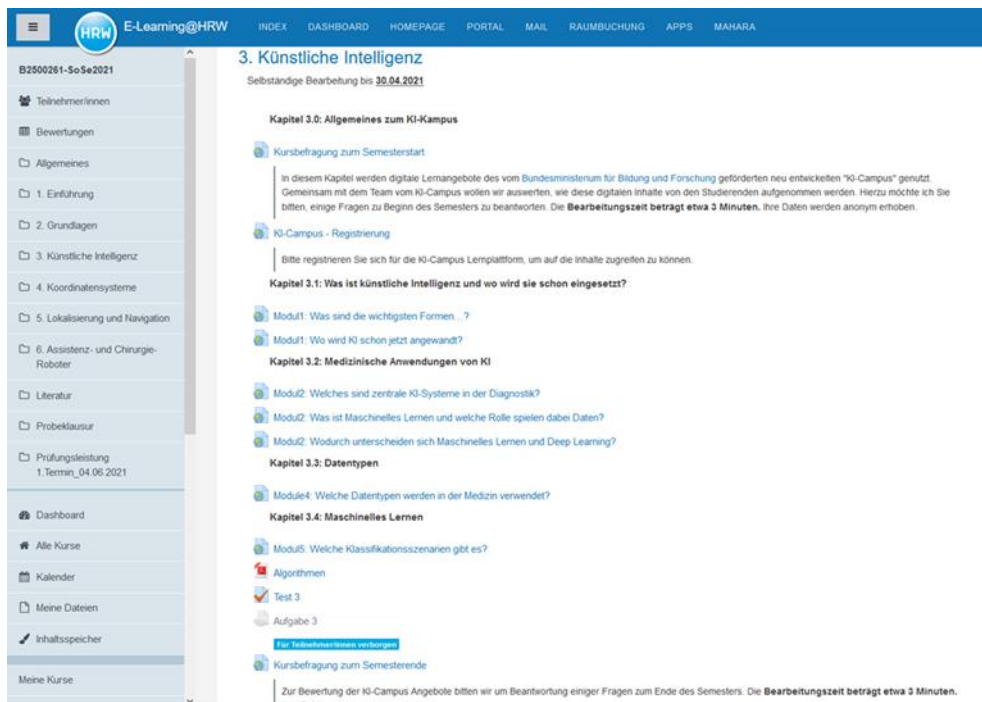 HRW E-Learning@HRW INDEX DASHBOARD HOMEPAGE PORTAL MAIL RAUMBUCHUNG APPS MAHARA
B2500261-SoSe2021
Teilnehmer/innen
Bewertungen
Allgemeines
1. Einführung
2. Grundlagen
3. Künstliche Intelligenz
4. Koordinatensysteme
5. Lokalisierung und Navigation
6. Assistenz- und Chirurgie-
Roboter
Literatur
Probeklausur
Prüfungsleistung
1.Termin_04.06.2021
Dashboard
Alle Kurse
Kalender
Meine Dateien
Inhaltsspeicher
Meine Kurse
3. Künstliche Intelligenz
Selbständige Bearbeitung bis 30.04.2021
Kapitel 3.0: Allgemeines zum KI-Kampus
Kursbefragung zum Semesterstart
In diesem Kapitel werden digitale Lernangebote des vom Bundesministerium für Bildung und Forschung geförderten neu entwickelten "KI-Campus" genutzt.
Gemeinsam mit dem Team vom KI-Campus wollen wir auswerten, wie diese digitalen Inhalte von den Studierenden aufgenommen werden. Hierzu möchte ich Sie
bitten, einige Fragen zu Beginn des Semesters zu beantworten. Die Bearbeitungszeit beträgt etwa 3 Minuten. Ihre Daten werden anonym erhoben.
KI-Campus - Registrierung
Bitte registrieren Sie sich für die KI-Campus Lernplattform, um auf die Inhalte zugreifen zu können.
Kapitel 3.1: Was ist künstliche Intelligenz und wo wird sie schon eingesetzt?
Modul1: Was sind die wichtigsten Formen...?
Modul1: Wo wird KI schon jetzt angewandt?
Kapitel 3.2: Medizinische Anwendungen von KI
Modul2: Welches sind zentrale KI-Systeme in der Diagnostik?
Modul2: Was ist Maschinelles Lernen und welche Rolle spielen dabei Daten?
Modul2: Wodurch unterscheiden sich Maschinelles Lernen und Deep Learning?
Kapitel 3.3: Datentypen
Module4: Welche Datentypen werden in der Medizin verwendet?
Kapitel 3.4: Maschinelles Lernen
Modul5: Welche Klassifikationsszenarien gibt es?
Algorithmen
Test 3
Aufgabe 3
Für Teilnehmer/innen verborgen
Kursbefragung zum Semesterende
Zur Bewertung der KI-Campus Angebote bitten wir um Beantwortung einiger Fragen zum Ende des Semesters. Die Bearbeitungszeit beträgt etwa 3 Minuten.